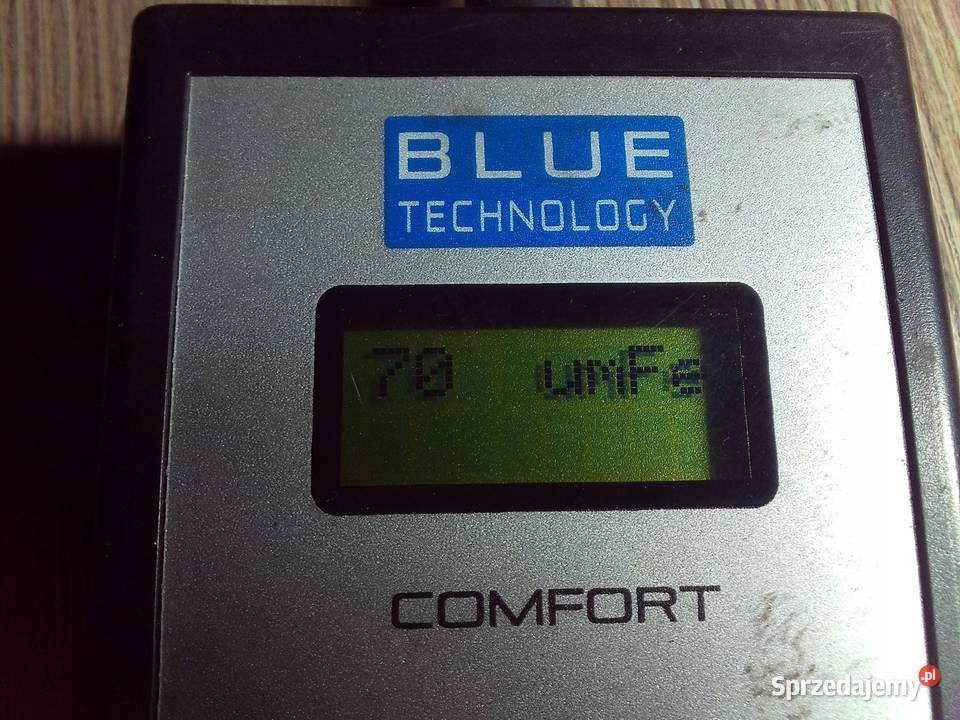 BLUE
TECHNOLOGY
70 umFe
COMFORT
Sprzedajemy.pl